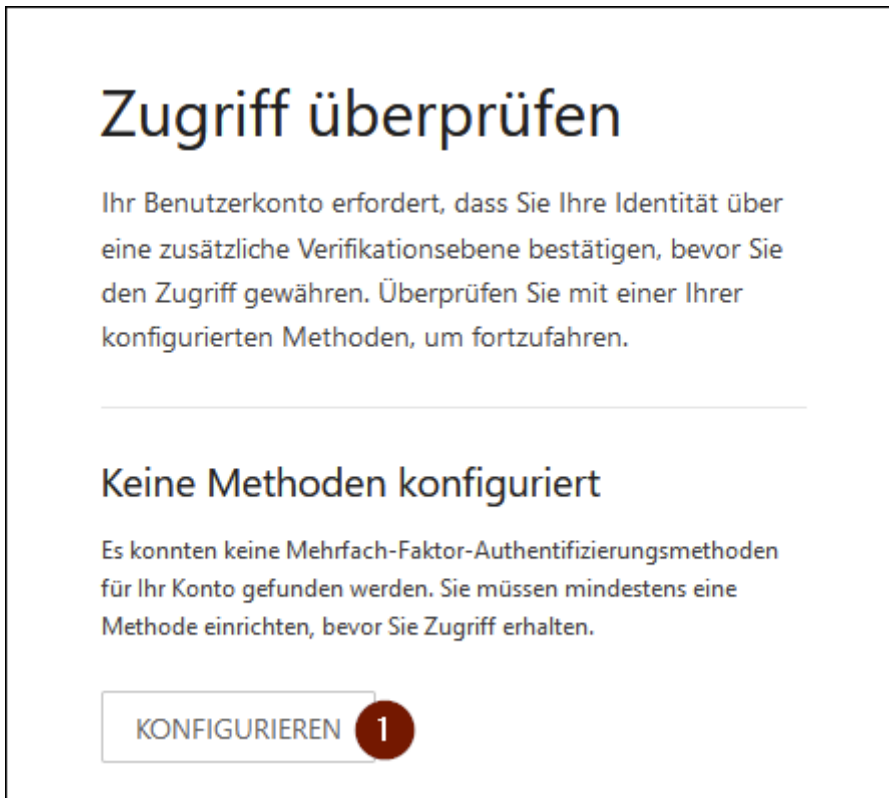 Zugriff überprüfen
Ihr Benutzerkonto erfordert, dass Sie Ihre Identität über
eine zusätzliche Verifikationsebene bestätigen, bevor Sie
den Zugriff gewähren. Überprüfen Sie mit einer Ihrer
konfigurierten Methoden, um fortzufahren.
Keine Methoden konfiguriert
Es konnten keine Mehrfach-Faktor-Authentifizierungsmethoden
für Ihr Konto gefunden werden. Sie müssen mindestens eine
Methode einrichten, bevor Sie Zugriff erhalten.
KONFIGURIEREN 1